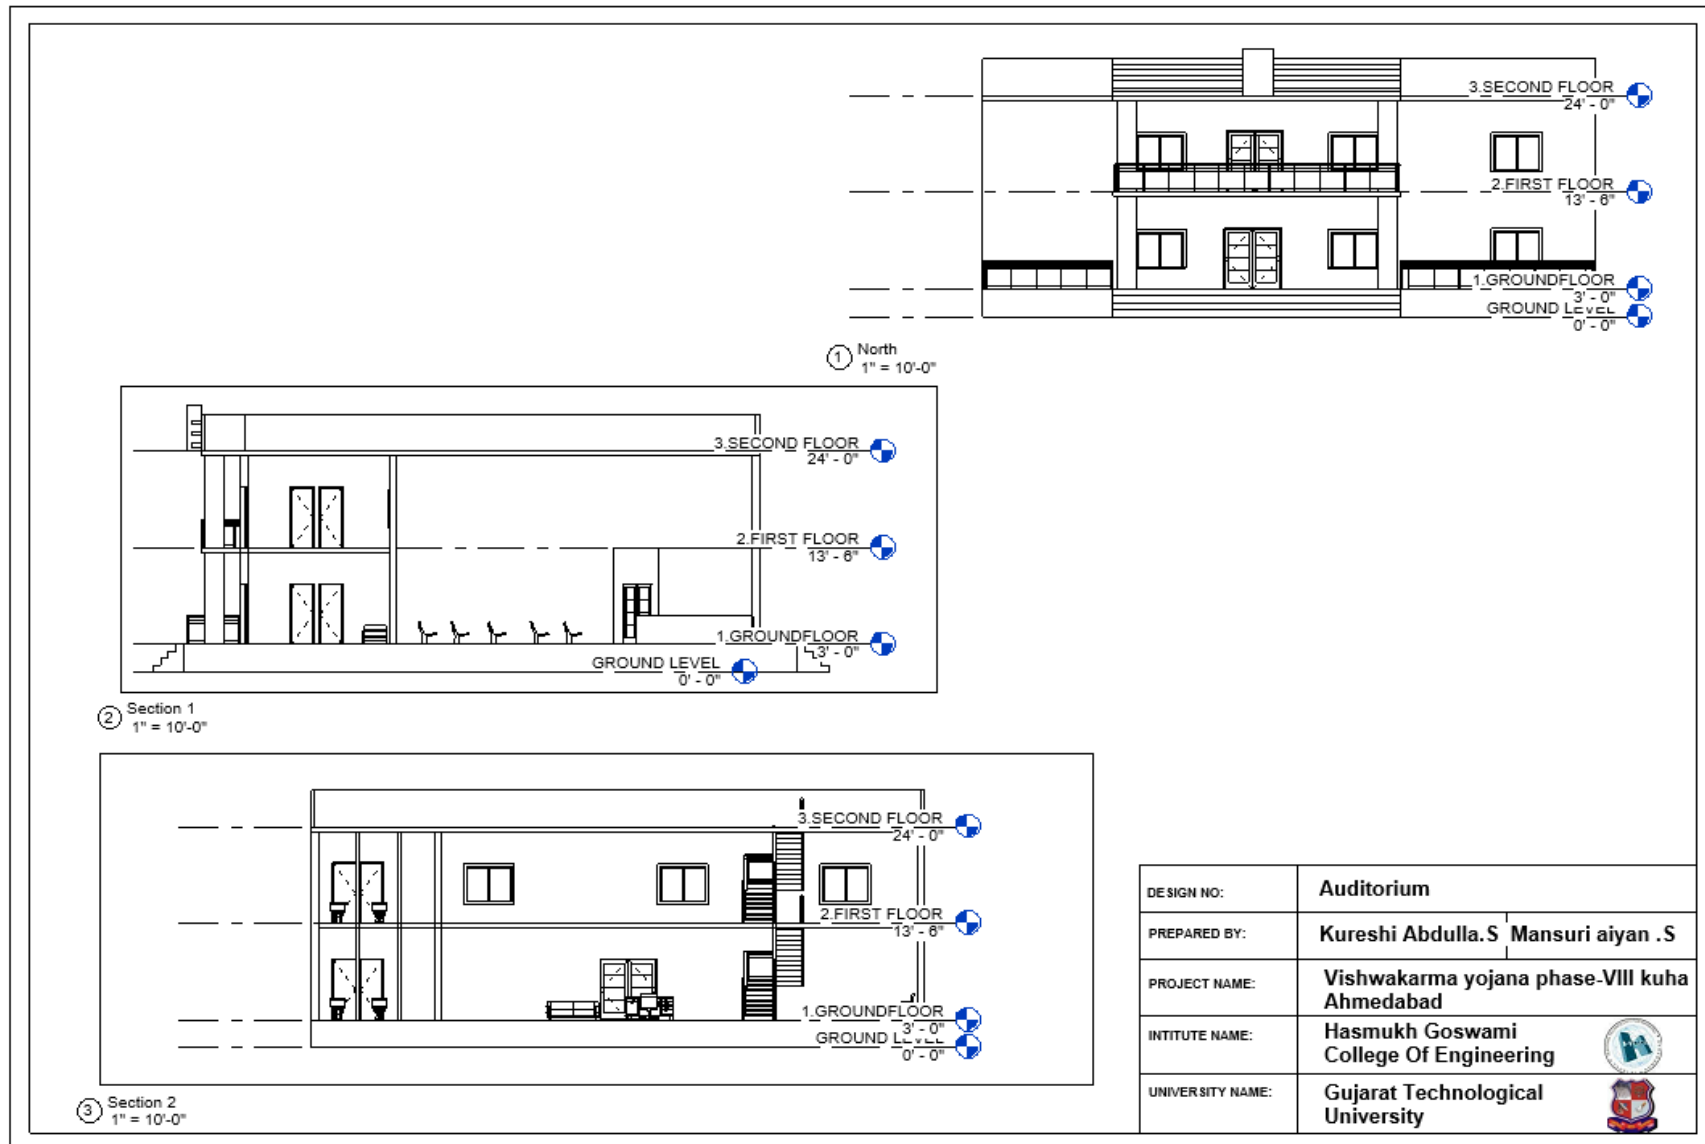 3.SECOND FLOOR
24' - 0"
2.FIRST FLOOR
13' - 6"
1.GROUNDFLOOR
3' - 0"
GROUND LEVEL
0' - 0"
1 North
1" = 10'-0"
3.SECOND FLOOR
24' - 0"
2.FIRST FLOOR
13' - 6"
1.GROUNDFLOOR
3' - 0"
GROUND LEVEL
0' - 0"
2 Section 1
1" = 10'-0"
3.SECOND FLOOR
24' - 0"
2.FIRST FLOOR
13' - 6"
1.GROUNDFLOOR
3' - 0"
GROUND LEVEL
0' - 0"
3 Section 2
1" = 10'-0"
DESIGN NO: Auditorium
PREPARED BY: Kureshi Abdulla.S Mansuri aiyan .S
PROJECT NAME: Vishwakarma yojana phase-VIII kuha
Ahmedabad
INTITUTE NAME: Hasmukh Goswami
College Of Engineering
UNIVERSITY NAME: Gujarat Technological
University